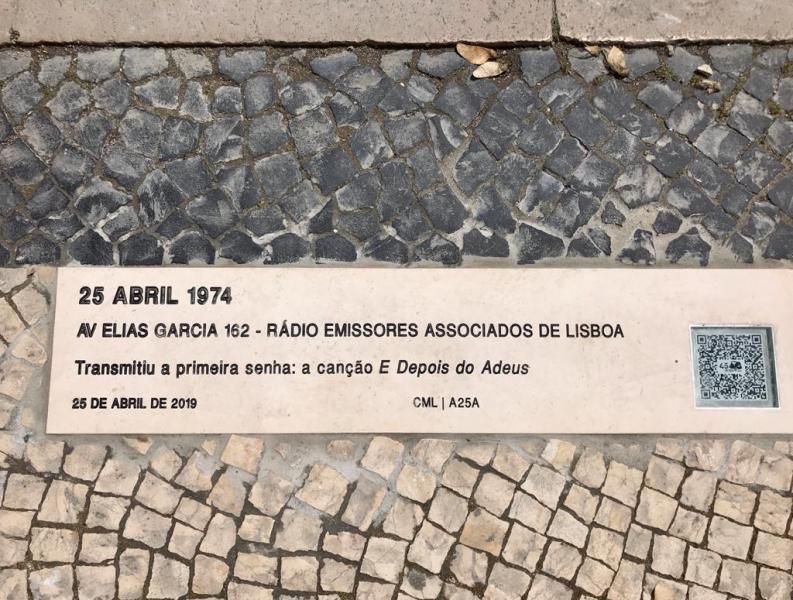 25 ABRIL 1974
AV ELIAS GARCIA 162 - RÁDIO EMISSORES ASSOCIADOS DE LISBOA
Transmitiu a primeira senha: a canção E Depois do Adeus
25 DE ABRIL DE 2019 CML | A25A